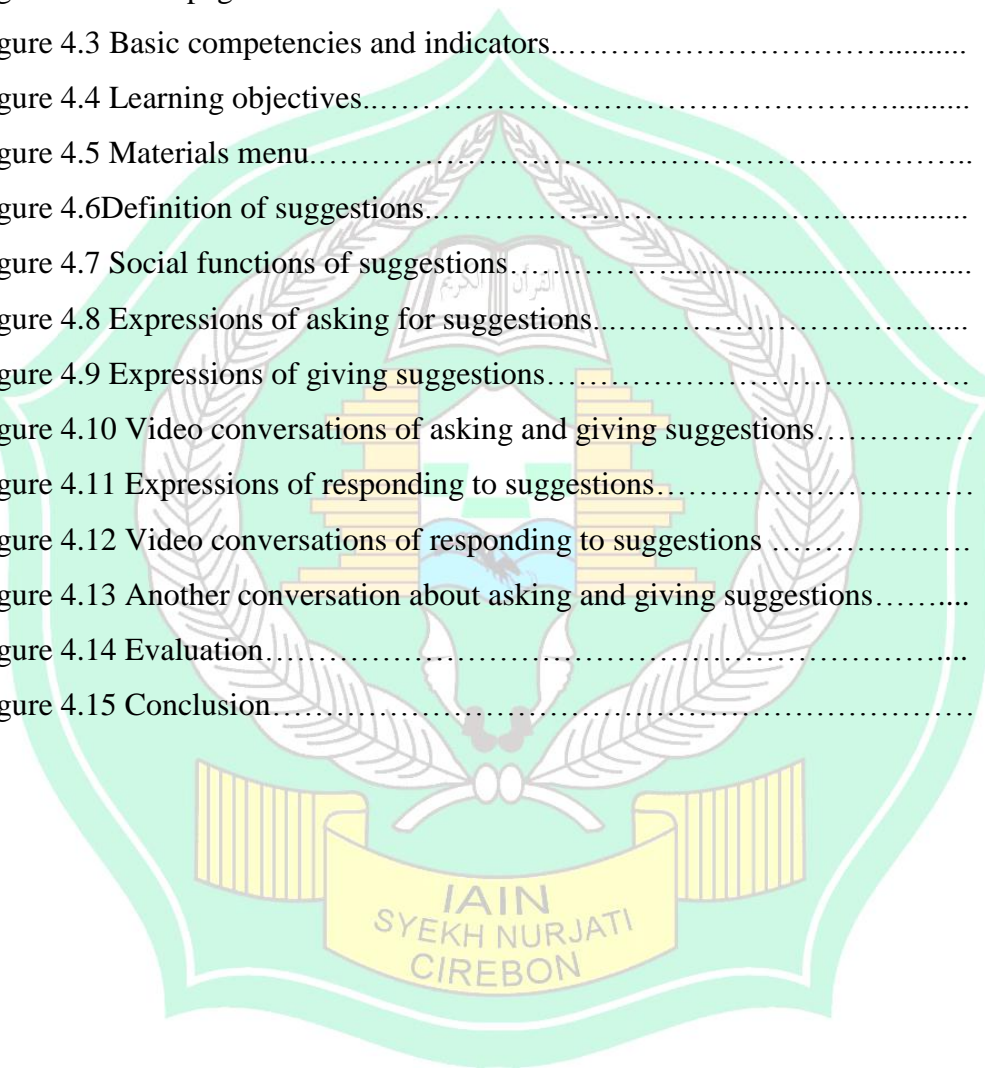 gure 4.3 Basic competencies and indicators...……………………………..........
gure 4.4 Learning objectives...……………………………………………..........
gure 4.5 Materials menu.…………………………………………………………..
gure 4.6Definition of suggestions...…………………………………...............
gure 4.7 Social functions of suggestions……………......................................
القرآن الكريم
gure 4.8 Expressions of asking for suggestions...……………………………......
gure 4.9 Expressions of giving suggestions……………………………………….
gure 4.10 Video conversations of asking and giving suggestions……………
gure 4.11 Expressions of responding to suggestions…………………………
gure 4.12 Video conversations of responding to suggestions ……………….
gure 4.13 Another conversation about asking and giving suggestions……....
gure 4.14 Evaluation…………………………………………………………....
gure 4.15 Conclusion……………………………………………………………
IAIN
SYEKH NURJATI
CIREBON